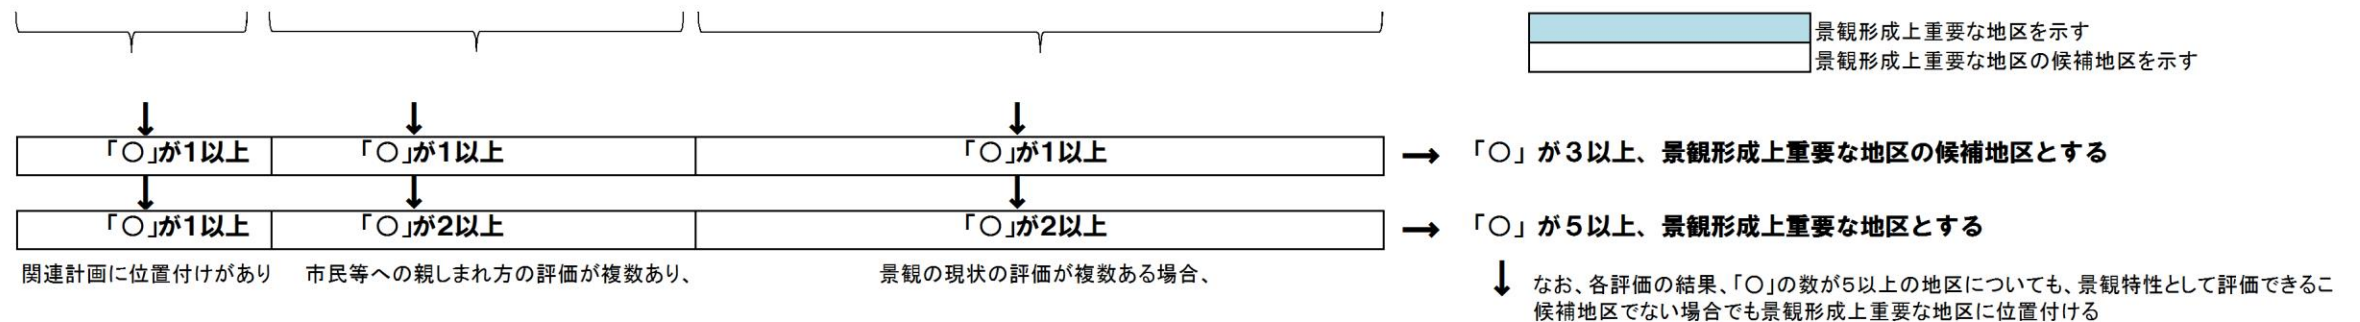 景観形成上重要な地区を示す
景観形成上重要な地区の候補地区を示す
「○」が1以上 「○」が1以上 「○」が1以上 → 「○」が3以上、景観形成上重要な地区の候補地区とする
「○」が1以上 「○」が2以上 「○」が2以上 → 「○」が5以上、景観形成上重要な地区とする
関連計画に位置付けがあり 市民等への親しまれ方の評価が複数あり、 景観の現状の評価が複数ある場合、
なお、各評価の結果、「○」の数が5以上の地区についても、景観特性として評価できるこ
候補地区でない場合でも景観形成上重要な地区に位置付ける